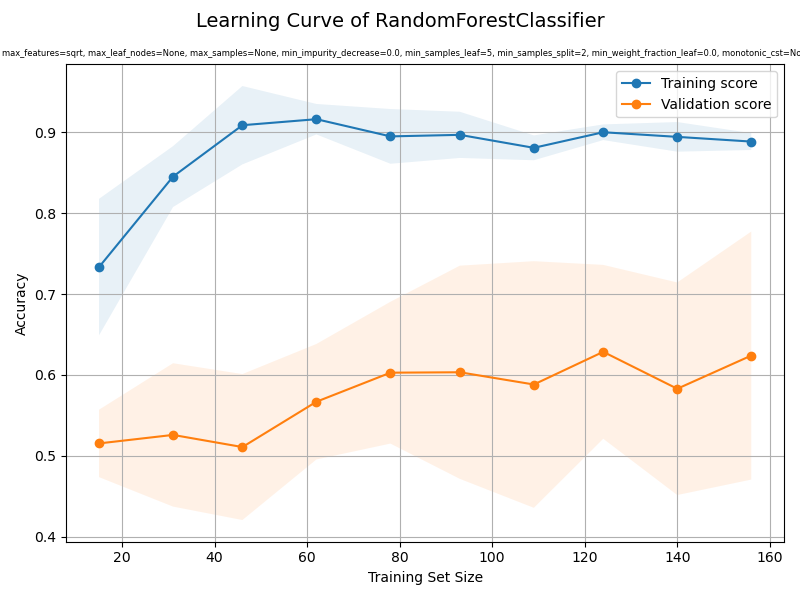 Learning Curve of RandomForestClassifier
max_features=sqrt, max_leaf_nodes=None, max_samples=None, min_impurity_decrease=0.0, min_samples_leaf=5, min_samples_split=2, min_weight_fraction_leaf=0.0, monotonic_cst=No
Training score
Validation score
0.9
0.8
0.7
0.6
0.5
0.4
Accuracy
20 40 60 80 100 120 140 160
Training Set Size